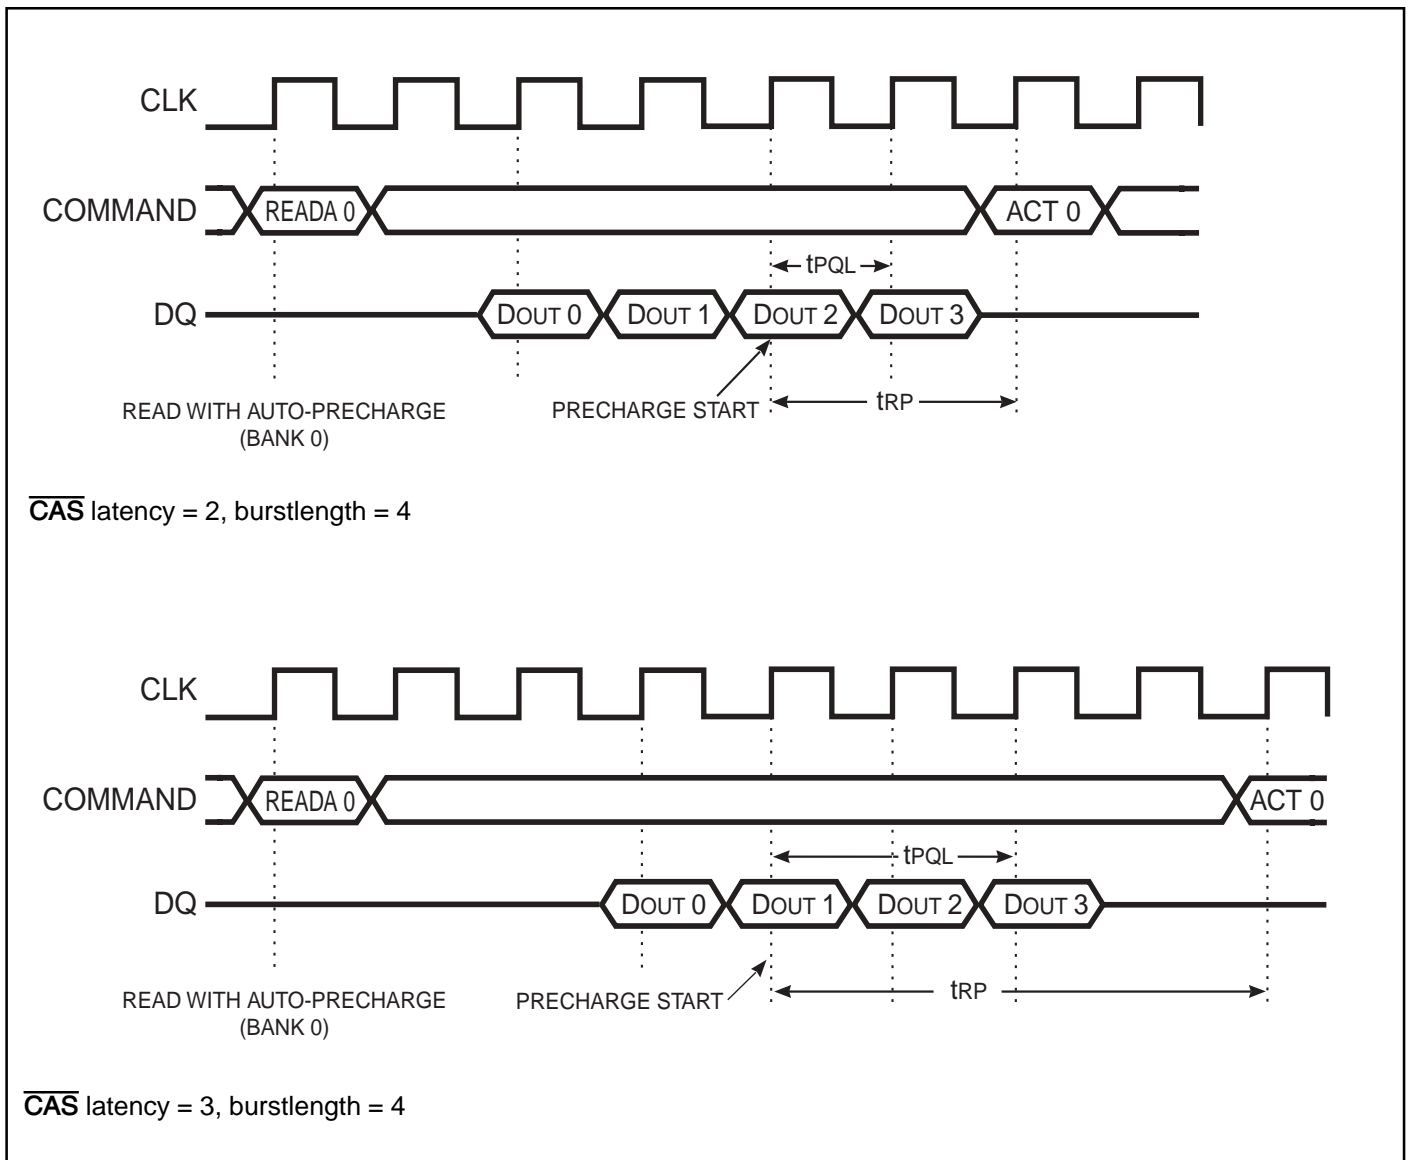 CLK
COMMAND
READA 0
ACT 0
tPQL
DQ
DOUT 0 DOUT 1 DOUT 2 DOUT 3
READ WITH AUTO-PRECHARGE
(BANK 0)
PRECHARGE START
tRP
CAS latency = 2, burstlength = 4
CLK
COMMAND
READA 0
ACT 0
tPQL
DQ
DOUT 0 DOUT 1 DOUT 2 DOUT 3
READ WITH AUTO-PRECHARGE
(BANK 0)
PRECHARGE START
tRP
CAS latency = 3, burstlength = 4